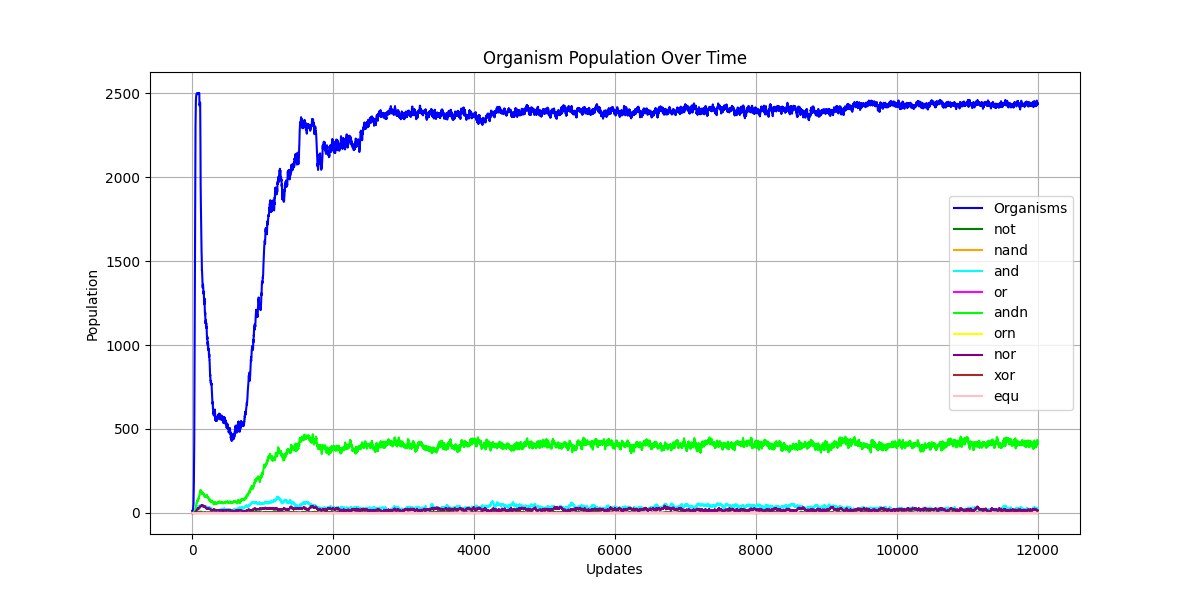 Organism Population Over Time
Population
2500
2000
1500
1000
500
0
0
2000
4000
6000
8000
10000
12000
Updates
Organisms
not
nand
and
or
andn
orn
nor
xor
equ